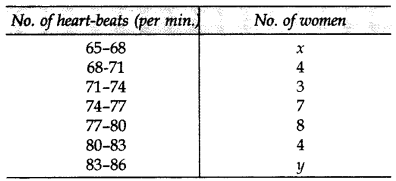 No. of heart-beats (per min.) No. of women
65–68 x
68-71 4
71–74 3
74–77 7
77–80 8
80–83 4
83–86 y